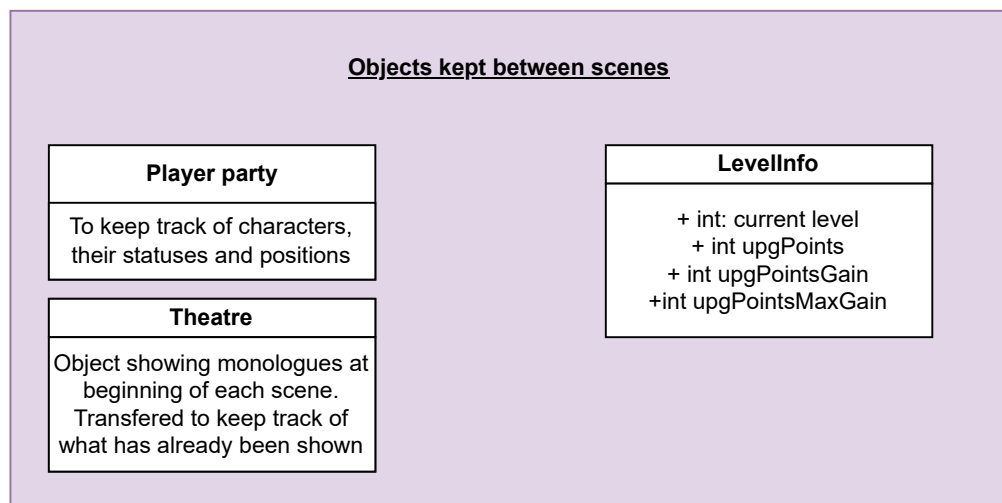 Objects kept between scenes
Player party
To keep track of characters,
their statuses and positions
Theatre
Object showing monologues at
beginning of each scene.
Transfered to keep track of
what has already been shown
LevelInfo
+ int: current level
+ int upgPoints
+ int upgPointsGain
+int upgPointsMaxGain